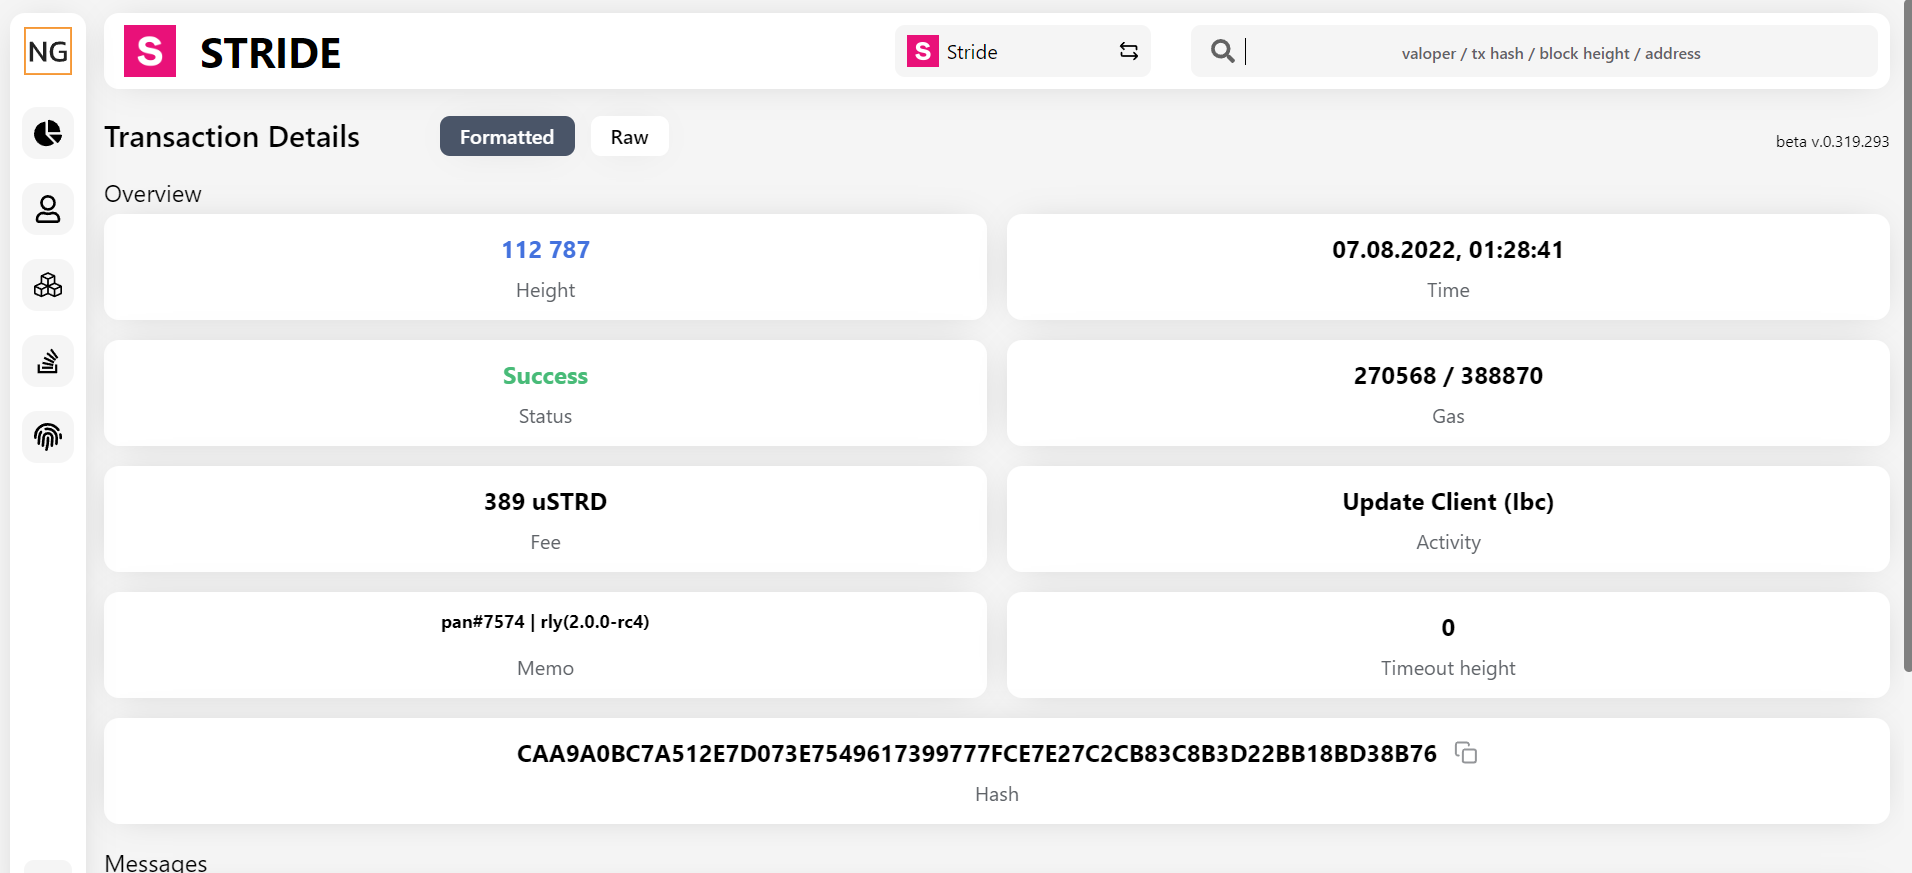 NG
S STRIDE
S Stride
valoper / tx hash / block height / address
Transaction Details
Formatted
Raw
beta v.0.319.293
Overview
112 787
Height
07.08.2022, 01:28:41
Time
Success
Status
270568 / 388870
Gas
389 uSTRD
Fee
Update Client (Ibc)
Activity
pan#7574 | rly(2.0.0-rc4)
Memo
0
Timeout height
CAA9A0BC7A512E7D073E7549617399777FCE7E27C2CB83C8B3D22BB18BD38B76
Hash
Messages